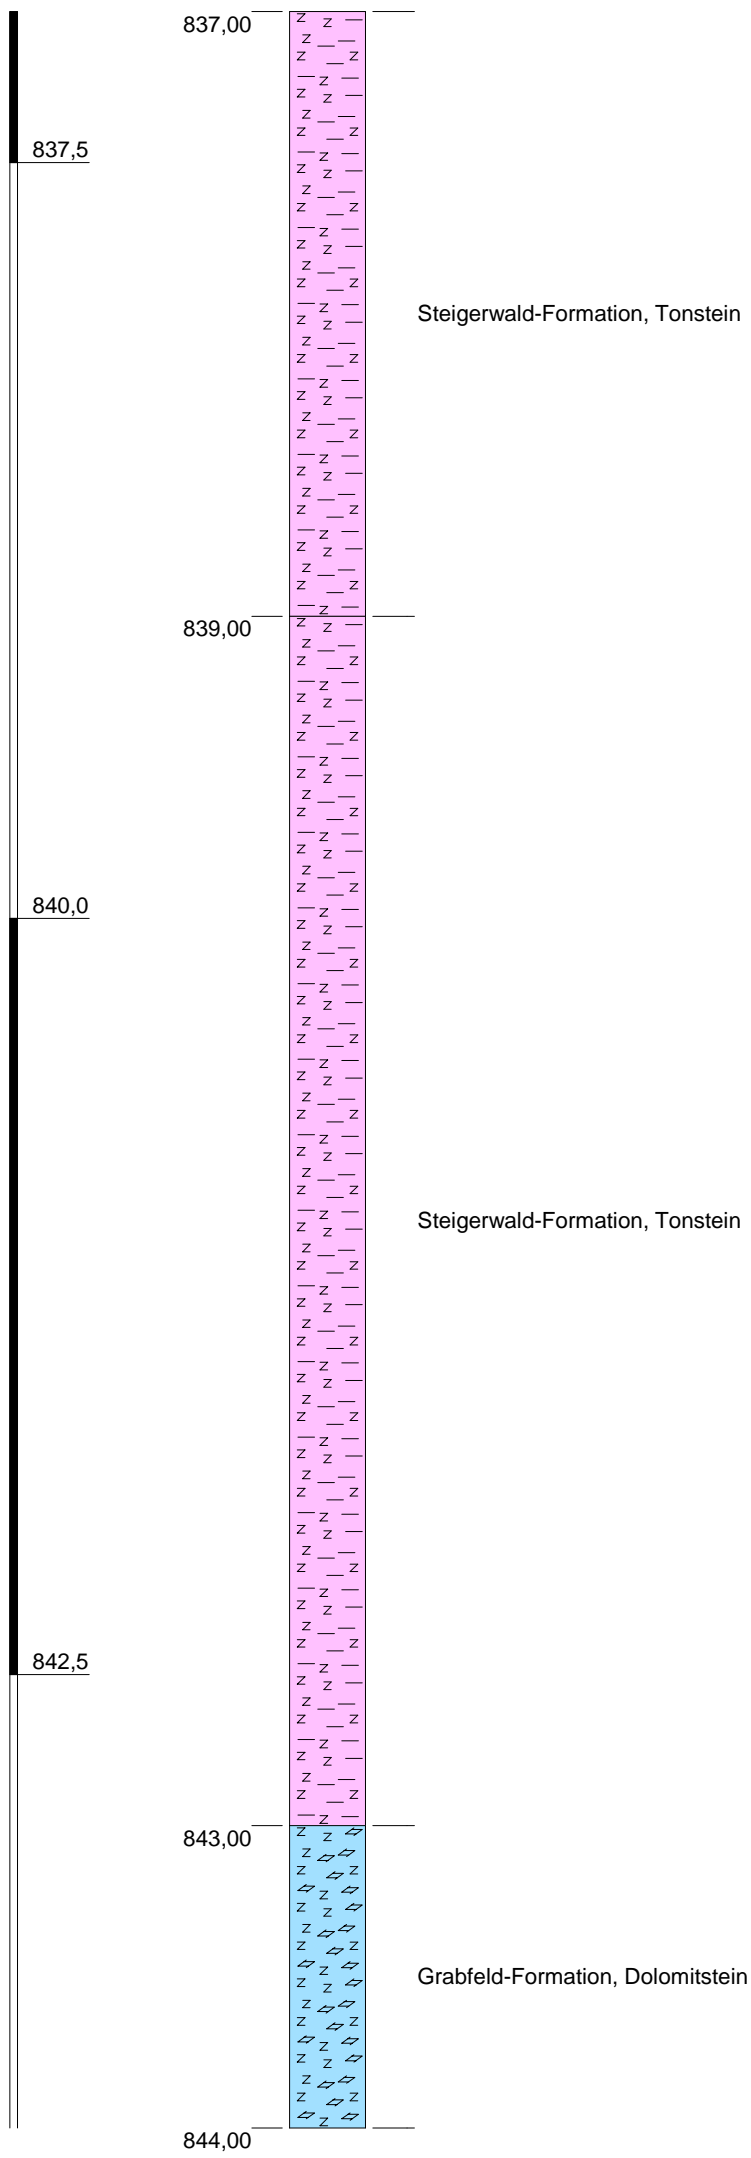 837,00
837,5
Steigerwald-Formation, Tonstein
839,00
840,0
Steigerwald-Formation, Tonstein
842,5
843,00
Grabfeld-Formation, Dolomitstein
844,00